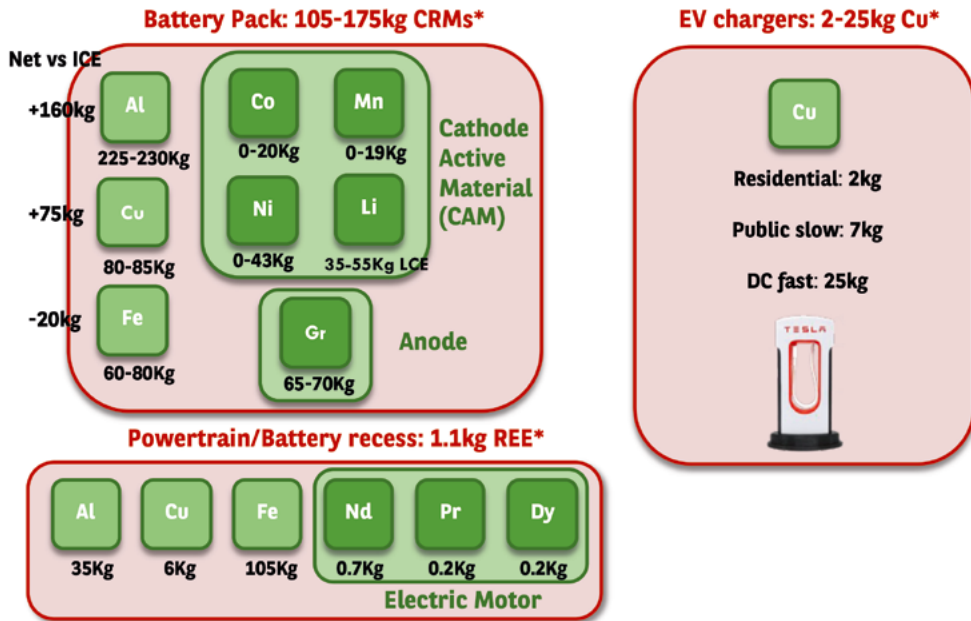 Battery Pack: 105-175kg CRMs*
Net vs ICE
+160kg
Al
225-230Kg
Co
0-20Kg
Mn
0-19Kg
Cathode
Active
Material
(CAM)
+75kg
Cu
80-85Kg
Ni
0-43Kg
Li
35-55Kg LCE
-20kg
Fe
60-80Kg
Gr
65-70Kg
Anode
EV chargers: 2-25kg Cu*
Cu
Residential: 2kg
Public slow: 7kg
DC fast: 25kg
TESLA
Powertrain/Battery recess: 1.1kg REE*
Al
35Kg
Cu
6Kg
Fe
105Kg
Nd
0.7Kg
Pr
0.2Kg
Dy
0.2Kg
Electric Motor